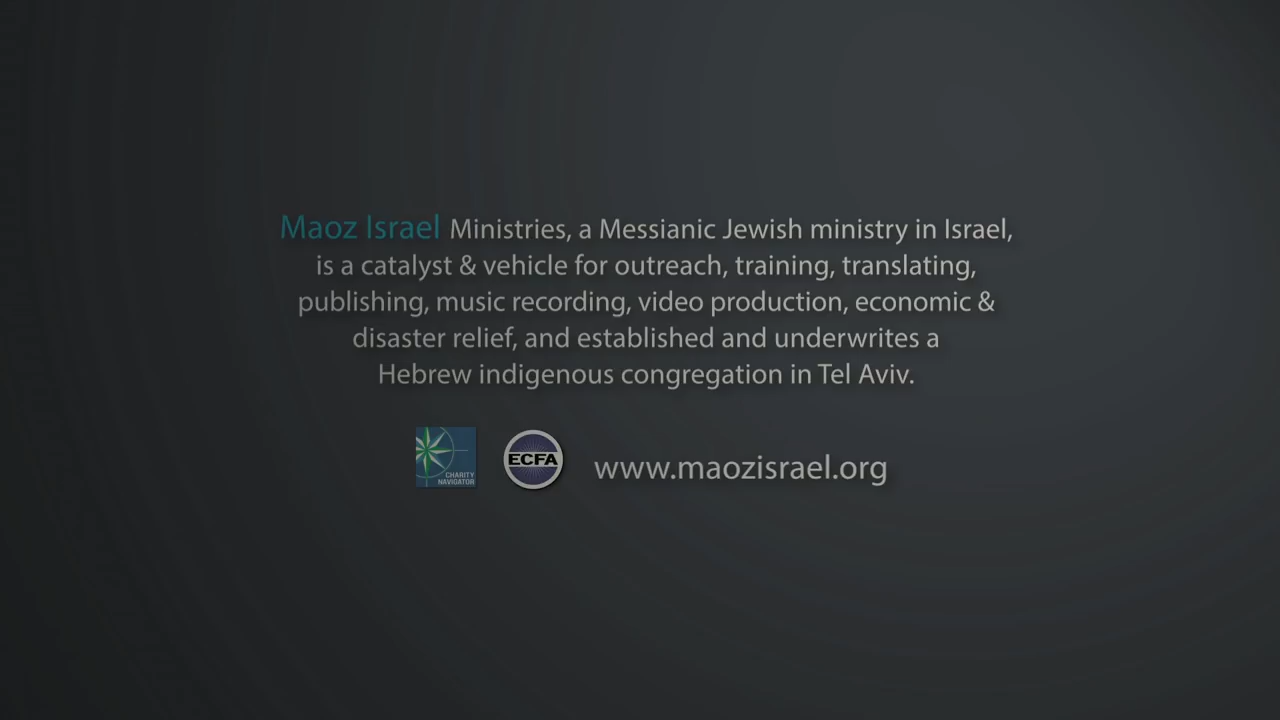 Maoz Israel Ministries, a Messianic Jewish ministry in Israel,
is a catalyst & vehicle for outreach, training, translating,
publishing, music recording, video production, economic &
disaster relief, and established and underwrites a
Hebrew indigenous congregation in Tel Aviv.
CHARITY
NAVIGATOR
ECFA
www.maozisrael.org